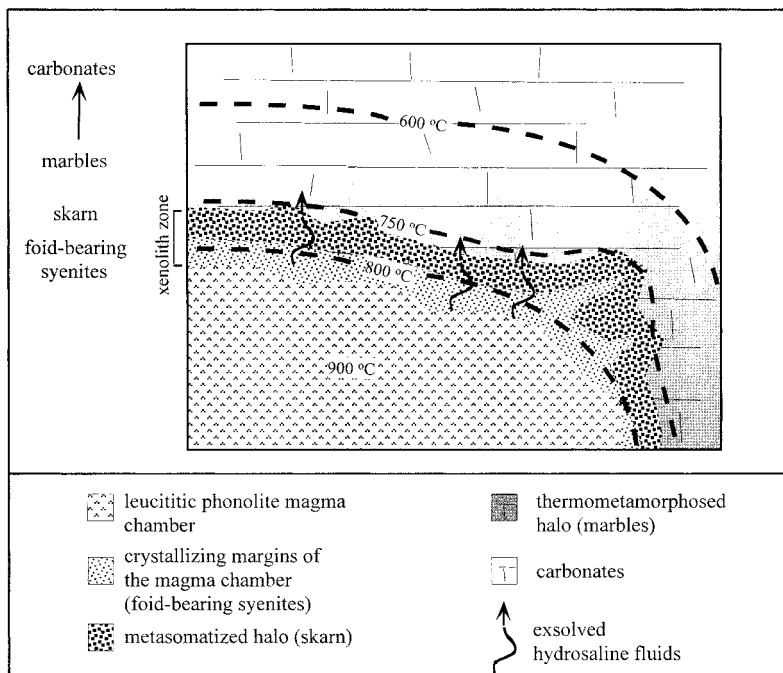 carbonates
marbles
skarn
foid-bearing
syenites
xenolith zone
600 °C
750 °C
800 °C
900 °C
leucititic phonolite magma
chamber
crystallizing margins of
the magma chamber
(foid-bearing syenites)
metasomatized halo (skarn)
thermometamorphosed
halo (marbles)
carbonates
exsolved
hydrosaline fluids